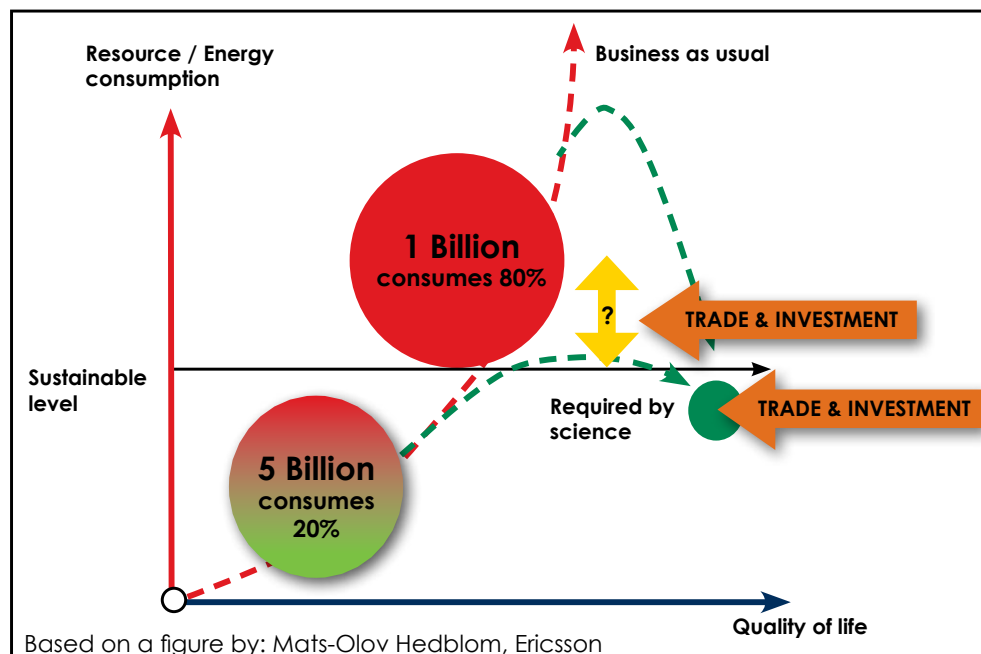 Resource / Energy
consumption
Business as usual
1 Billion
consumes 80%
?
TRADE & INVESTMENT
Sustainable
level
Required by
science
TRADE & INVESTMENT
5 Billion
consumes
20%
Quality of life
Based on a figure by: Mats-Olov Hedblom, Ericsson